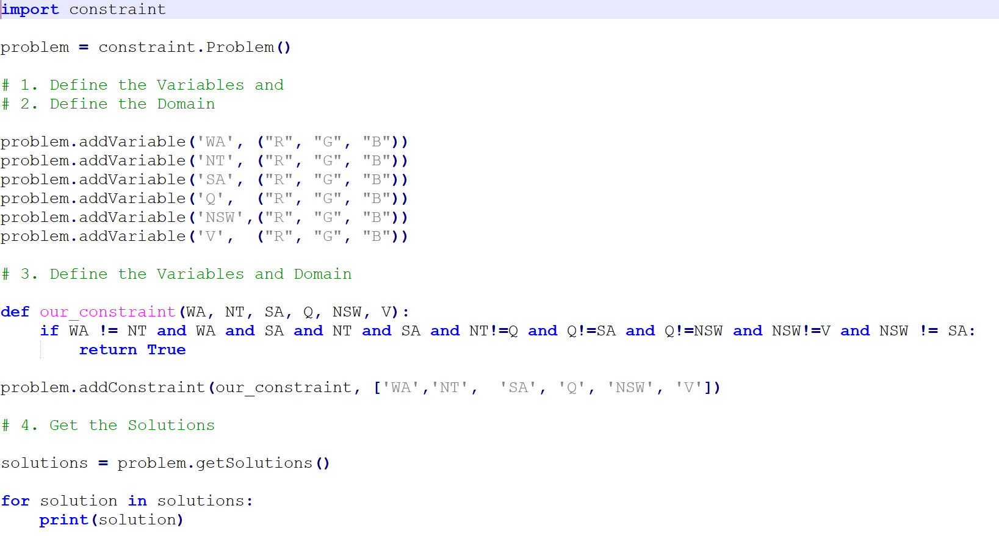 import constraint
problem = constraint.Problem()
# 1. Define the Variables and
# 2. Define the Domain
problem.addVariable('WA', ("R", "G", "B"))
problem.addVariable('NT', ("R", "G", "B"))
problem.addVariable('SA', ("R", "G", "B"))
problem.addVariable('Q',  ("R", "G", "B"))
problem.addVariable('NSW',("R", "G", "B"))
problem.addVariable('V',  ("R", "G", "B"))
# 3. Define the Variables and Domain
def our_constraint(WA, NT, SA, Q, NSW, V):
    if WA != NT and WA and SA and NT and SA and NT!=Q and Q!=SA and Q!=NSW and NSW!=V and NSW != SA:
        return True
problem.addConstraint(our_constraint, ['WA','NT',  'SA', 'Q', 'NSW', 'V'])
# 4. Get the Solutions
solutions = problem.getSolutions()
for solution in solutions:
    print(solution)